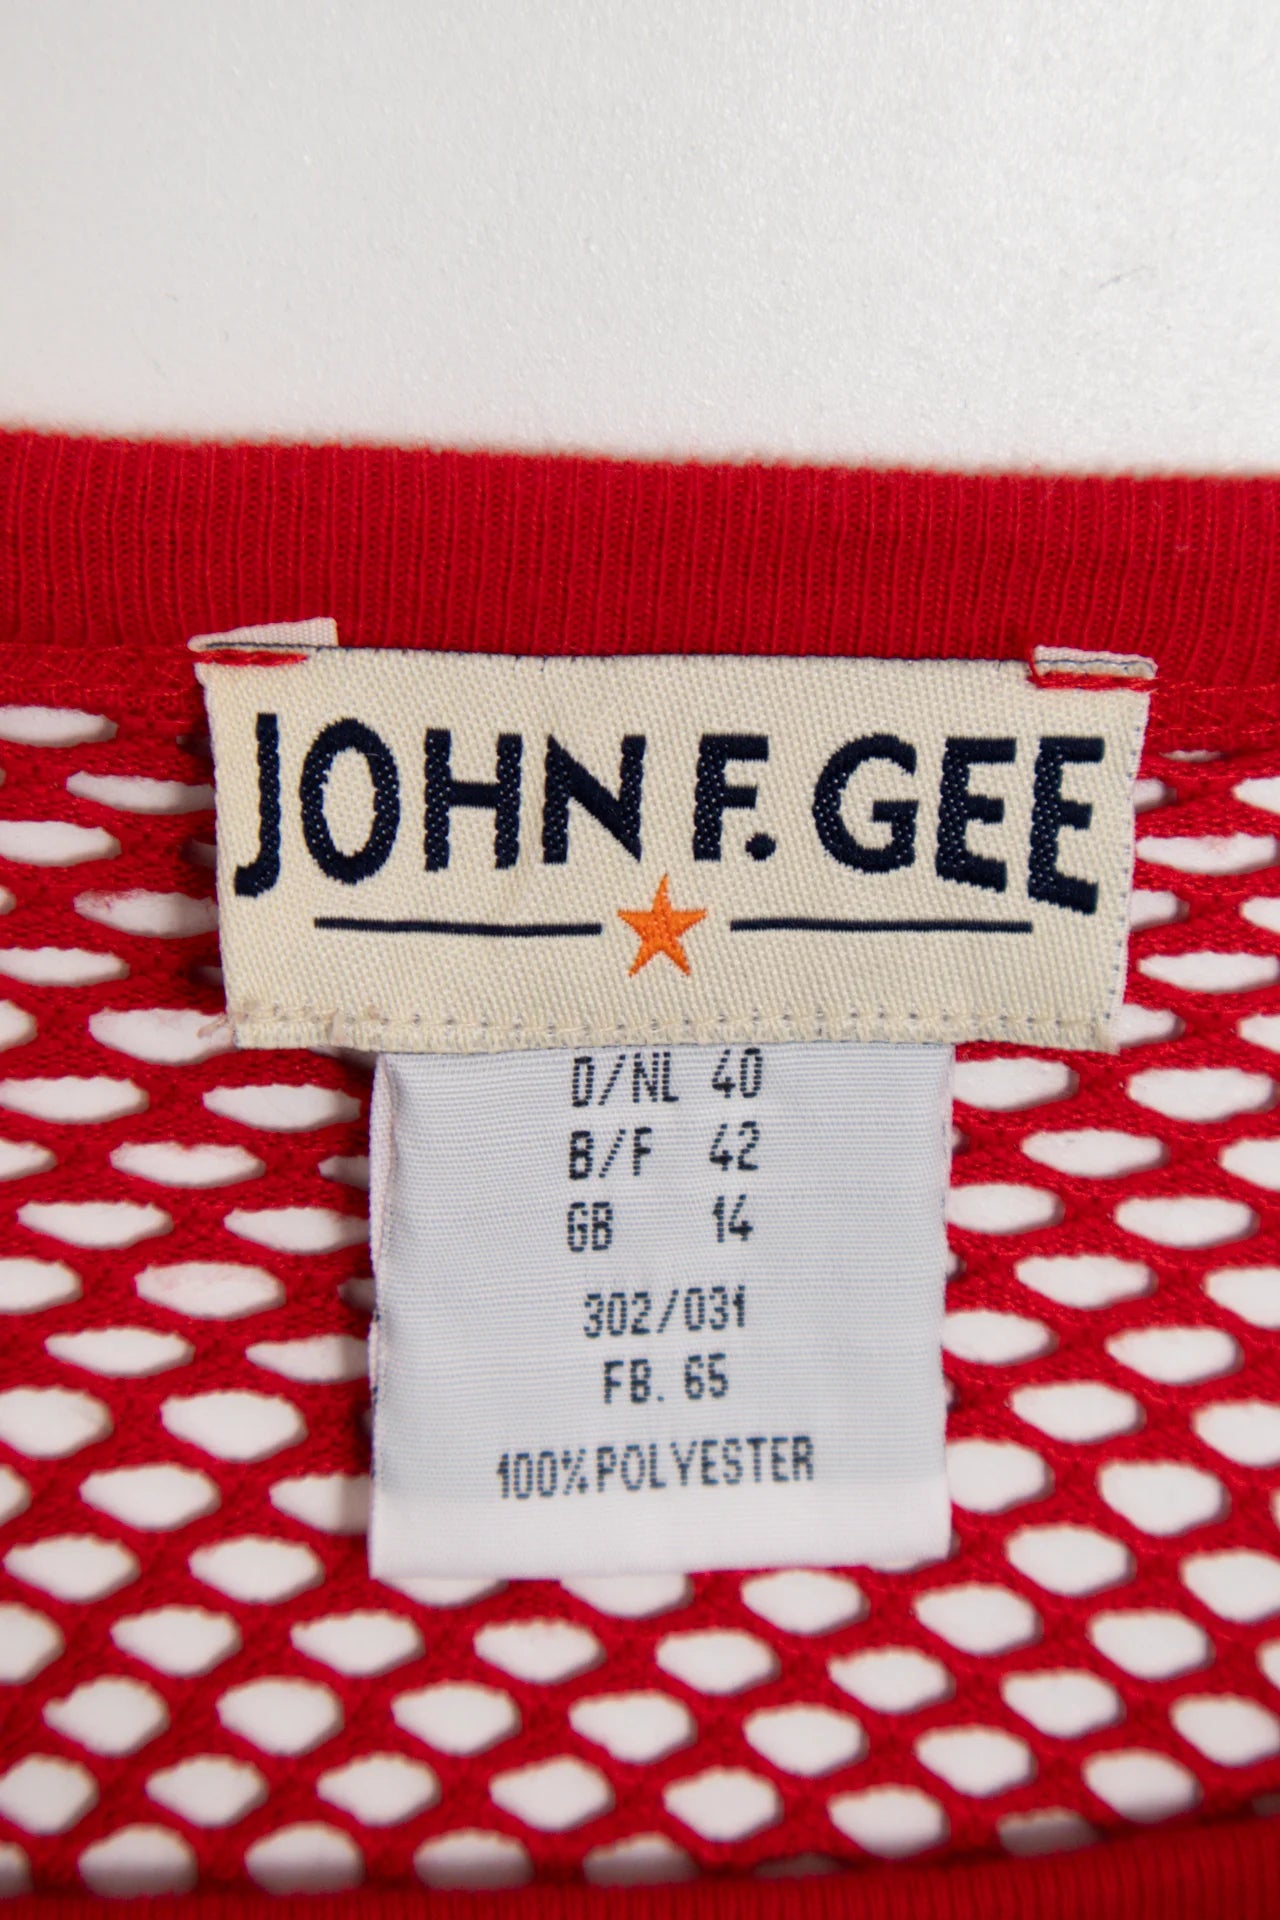 JOHN F. GEE
D/NL 40
B/F 42
GB 14
302/031
FB. 65
100%POLYESTER